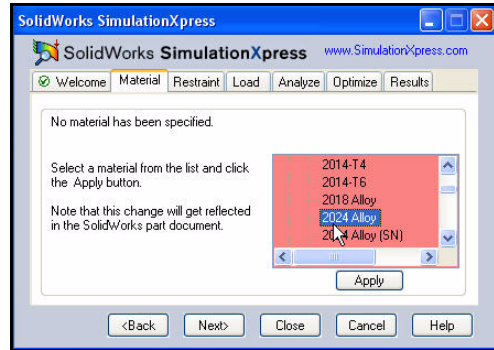 SolidWorks SimulationXpress
SolidWorks SimulationXpress www.SimulationXpress.com
Welcome Material Restraint Load Analyze Optimize Results
No material has been specified.
Select a material from the list and click
the Apply button.
Note that this change will get reflected
in the SolidWorks part document.
2014-T4
2014-T6
2018 Alloy
2024 Alloy
2024 Alloy (SN)
Apply
<Back Next> Close Cancel Help